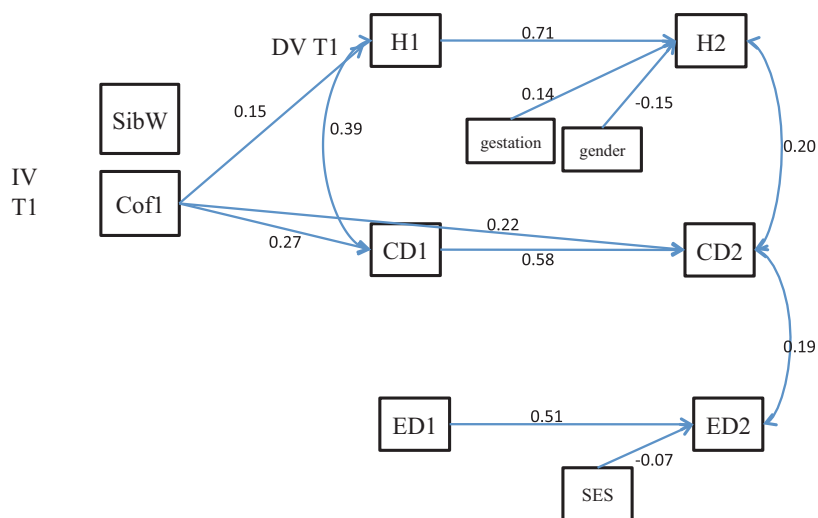 DV T1
H1
0.71
H2
0.15
0.14
-0.15
SibW
0.39
gestation
gender
0.20
IV
T1
Cof1
0.22
0.27
CD1
0.58
CD2
0.19
ED1
0.51
ED2
-0.07
SES